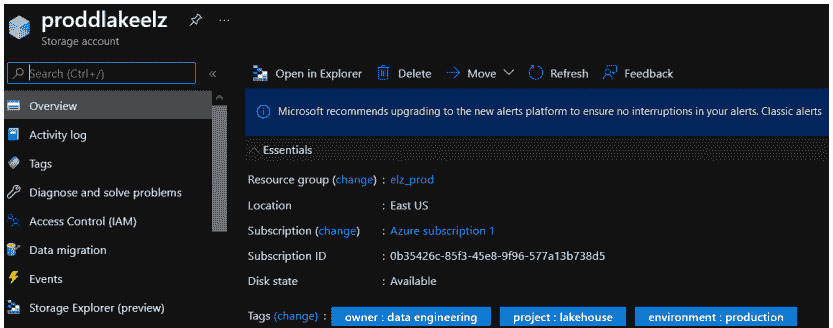 proddlakeelz
Storage account
Search (Ctrl+/)
Overview
Activity log
Tags
Diagnose and solve problems
Access Control (IAM)
Data migration
Events
Storage Explorer (preview)
Open in Explorer Delete Move Refresh Feedback
Microsoft recommends upgrading to the new alerts platform to ensure no interruptions in your alerts. Classic alerts
Essentials
Resource group (change) : elz_prod
Location : East US
Subscription (change) : Azure subscription 1
Subscription ID : 0b35426c-85f3-45e8-9f96-577a13b738d5
Disk state : Available
Tags (change) : owner : data engineering project : lakehouse environment : production